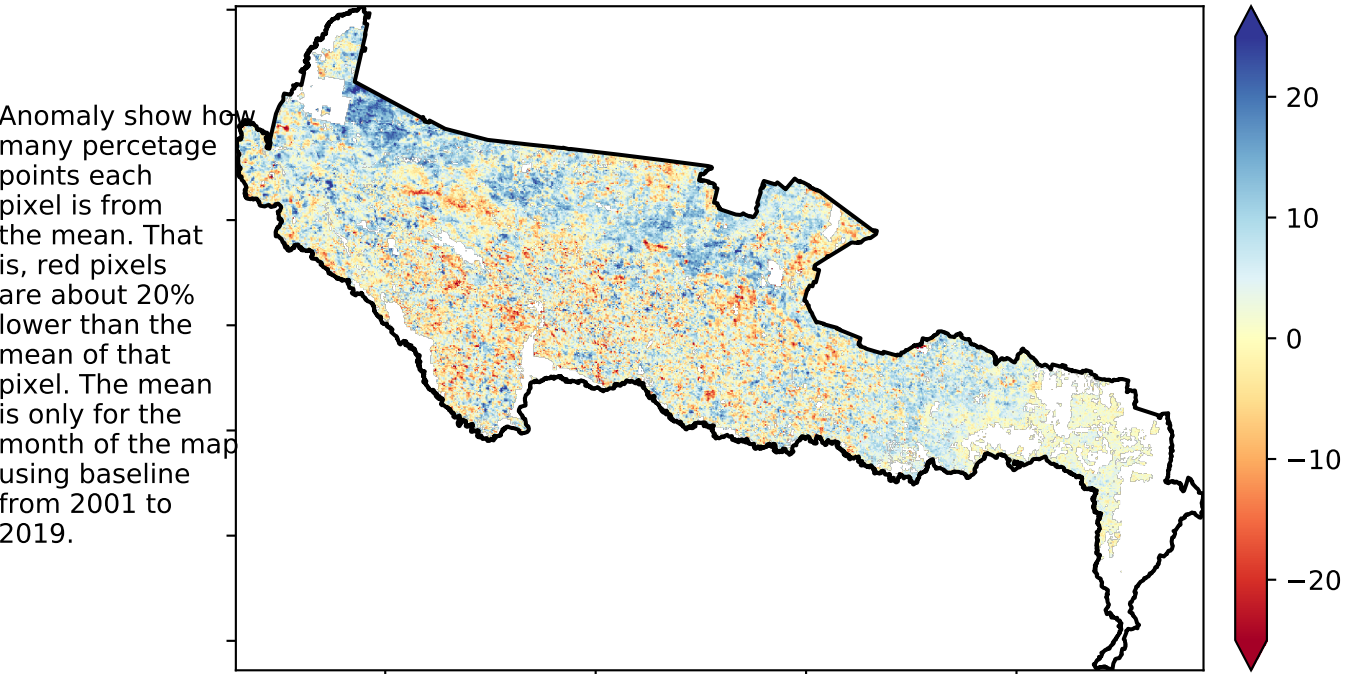 Anomaly show how
many percetage
points each
pixel is from
the mean. That
is, red pixels
are about 20%
lower than the
mean of that
pixel. The mean
is only for the
month of the map
using baseline
from 2001 to
2019.
20
10
0
−10
−20